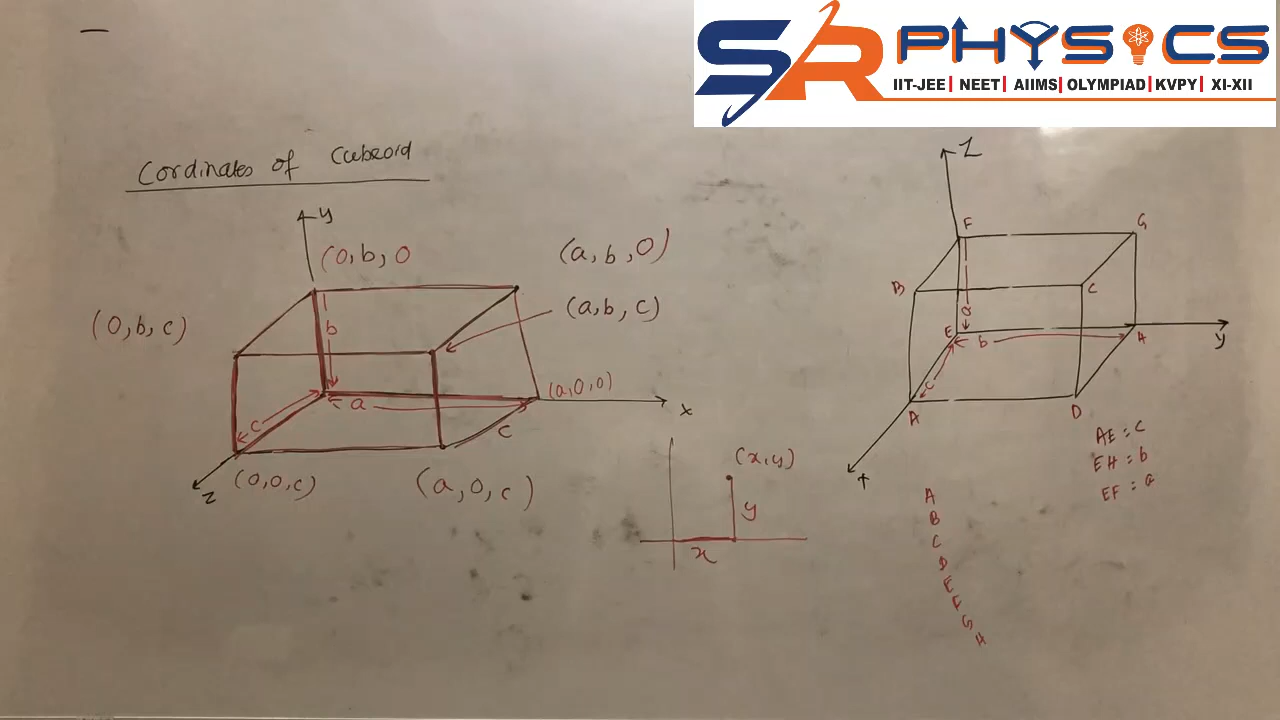 SR PHYSICS
IIT-JEE | NEET | AIIMS | OLYMPIAD | KVPY | XI-XII
Cordinates of Cuberoid
y
(0, b, 0
(a, b, 0)
(a, b, c)
(0, b, c)
b
a
(a, 0, 0)
x
c
c
z
(0, 0, c)
(a, 0, c)
(x, y)
y
x
Z
F
G
B
C
a
E
b
H
y
c
A
D
x
AE = c
EH = b
EF = a
A
B
C
D
E
F
G
H